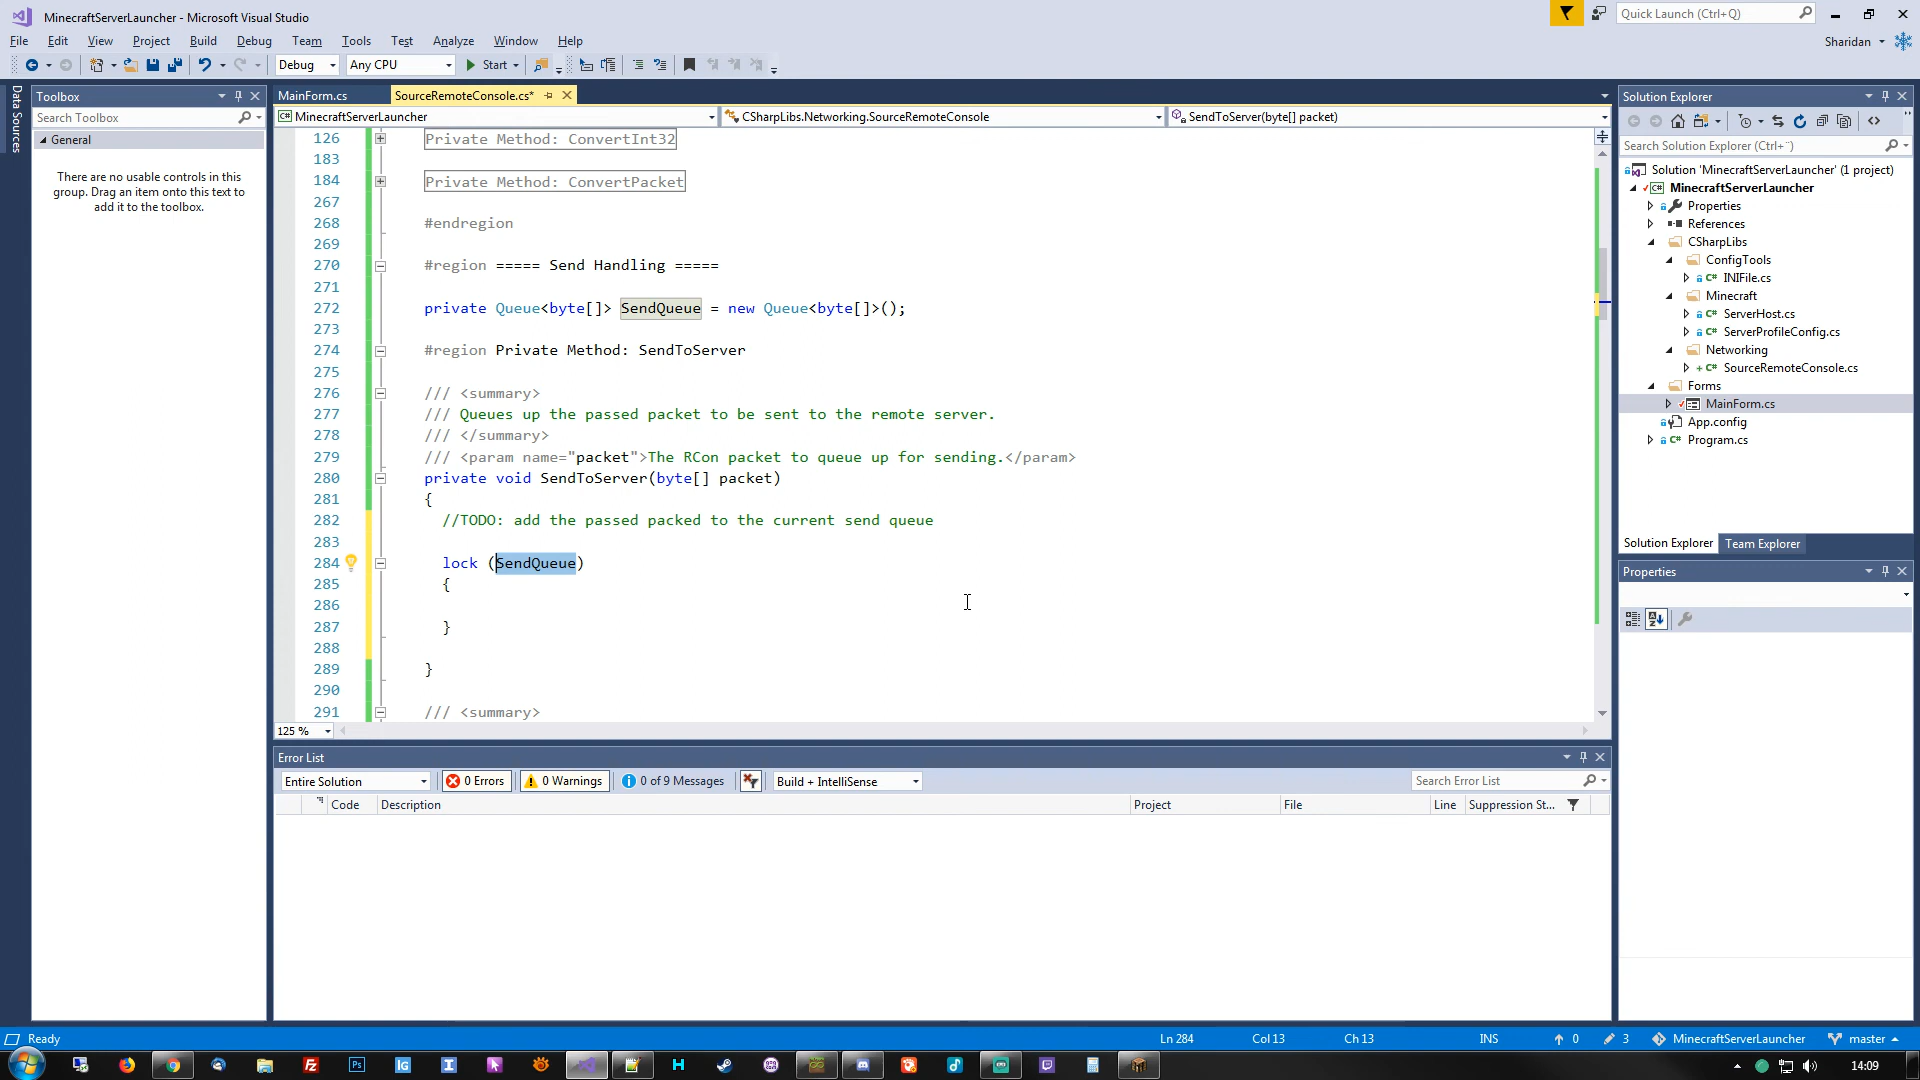 MinecraftServerLauncher - Microsoft Visual Studio
Quick Launch (Ctrl+Q)
File Edit View Project Build Debug Team Tools Test Analyze Window Help
Sharidan
Debug Any CPU Start
Data Sources
Toolbox
Search Toolbox
General
There are no usable controls in this
group. Drag an item onto this text to
add it to the toolbox.
MainForm.cs SourceRemoteConsole.cs*
MinecraftServerLauncher CSharpLibs.Networking.SourceRemoteConsole SendToServer(byte[] packet)
126 Private Method: ConvertInt32
183
184 Private Method: ConvertPacket
267
268 #endregion
269
270 #region ===== Send Handling =====
271
272 private Queue<byte[]> SendQueue = new Queue<byte[]>();
273
274 #region Private Method: SendToServer
275
276 /// <summary>
277 /// Queues up the passed packet to be sent to the remote server.
278 /// </summary>
279 /// <param name="packet">The RCon packet to queue up for sending.</param>
280 private void SendToServer(byte[] packet)
281 {
282 //TODO: add the passed packed to the current send queue
283
284 lock (SendQueue)
285 {
286
287 }
288
289 }
290
291 /// <summary>
125 %
Error List
Entire Solution 0 Errors 0 Warnings 0 of 9 Messages Build + IntelliSense Search Error List
Code Description Project File Line Suppression St...
Solution Explorer
Search Solution Explorer (Ctrl+¨)
Solution 'MinecraftServerLauncher' (1 project)
MinecraftServerLauncher
Properties
References
CSharpLibs
ConfigTools
INIFile.cs
Minecraft
ServerHost.cs
ServerProfileConfig.cs
Networking
SourceRemoteConsole.cs
Forms
MainForm.cs
App.config
Program.cs
Solution Explorer Team Explorer
Properties
Ready Ln 284 Col 13 Ch 13 INS 0 3 MinecraftServerLauncher master
14:09